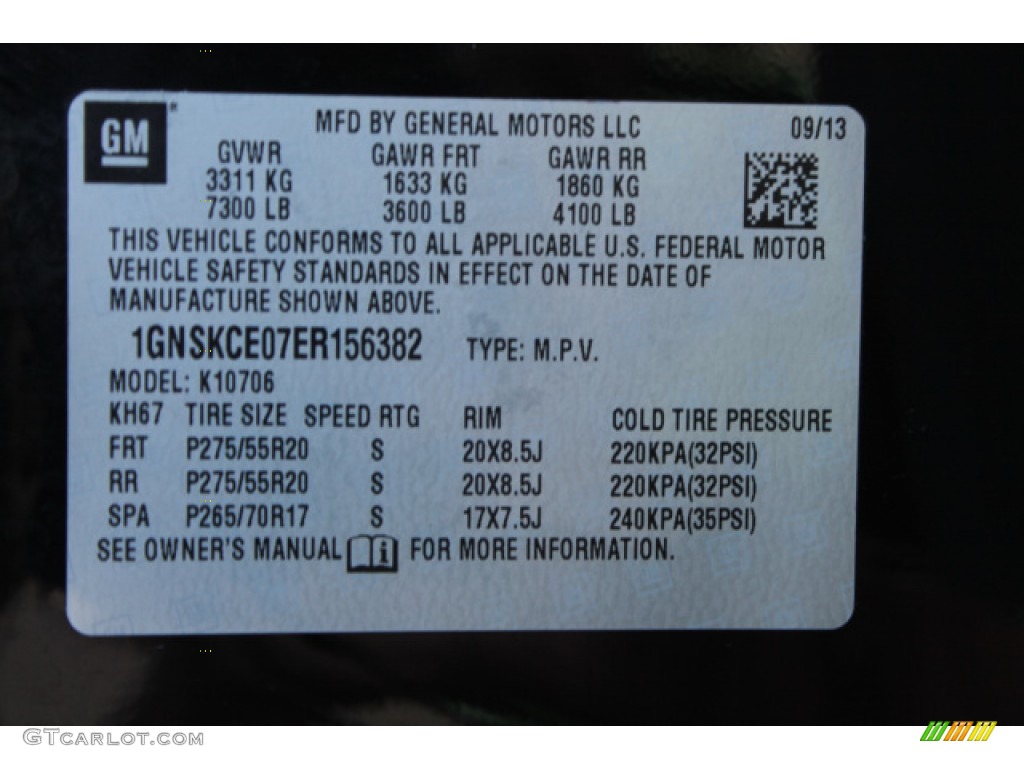 GM®
MFD BY GENERAL MOTORS LLC 09/13
GVWR GAWR FRT GAWR RR
3311 KG 1633 KG 1860 KG
7300 LB 3600 LB 4100 LB
THIS VEHICLE CONFORMS TO ALL APPLICABLE U.S. FEDERAL MOTOR
VEHICLE SAFETY STANDARDS IN EFFECT ON THE DATE OF
MANUFACTURE SHOWN ABOVE.
1GNSKCE07ER156382 TYPE: M.P.V.
MODEL: K10706
KH67 TIRE SIZE SPEED RTG RIM COLD TIRE PRESSURE
FRT P275/55R20 S 20X8.5J 220KPA(32PSI)
RR P275/55R20 S 20X8.5J 220KPA(32PSI)
SPA P265/70R17 S 17X7.5J 240KPA(35PSI)
SEE OWNER'S MANUAL i FOR MORE INFORMATION.
GTCarlot.com